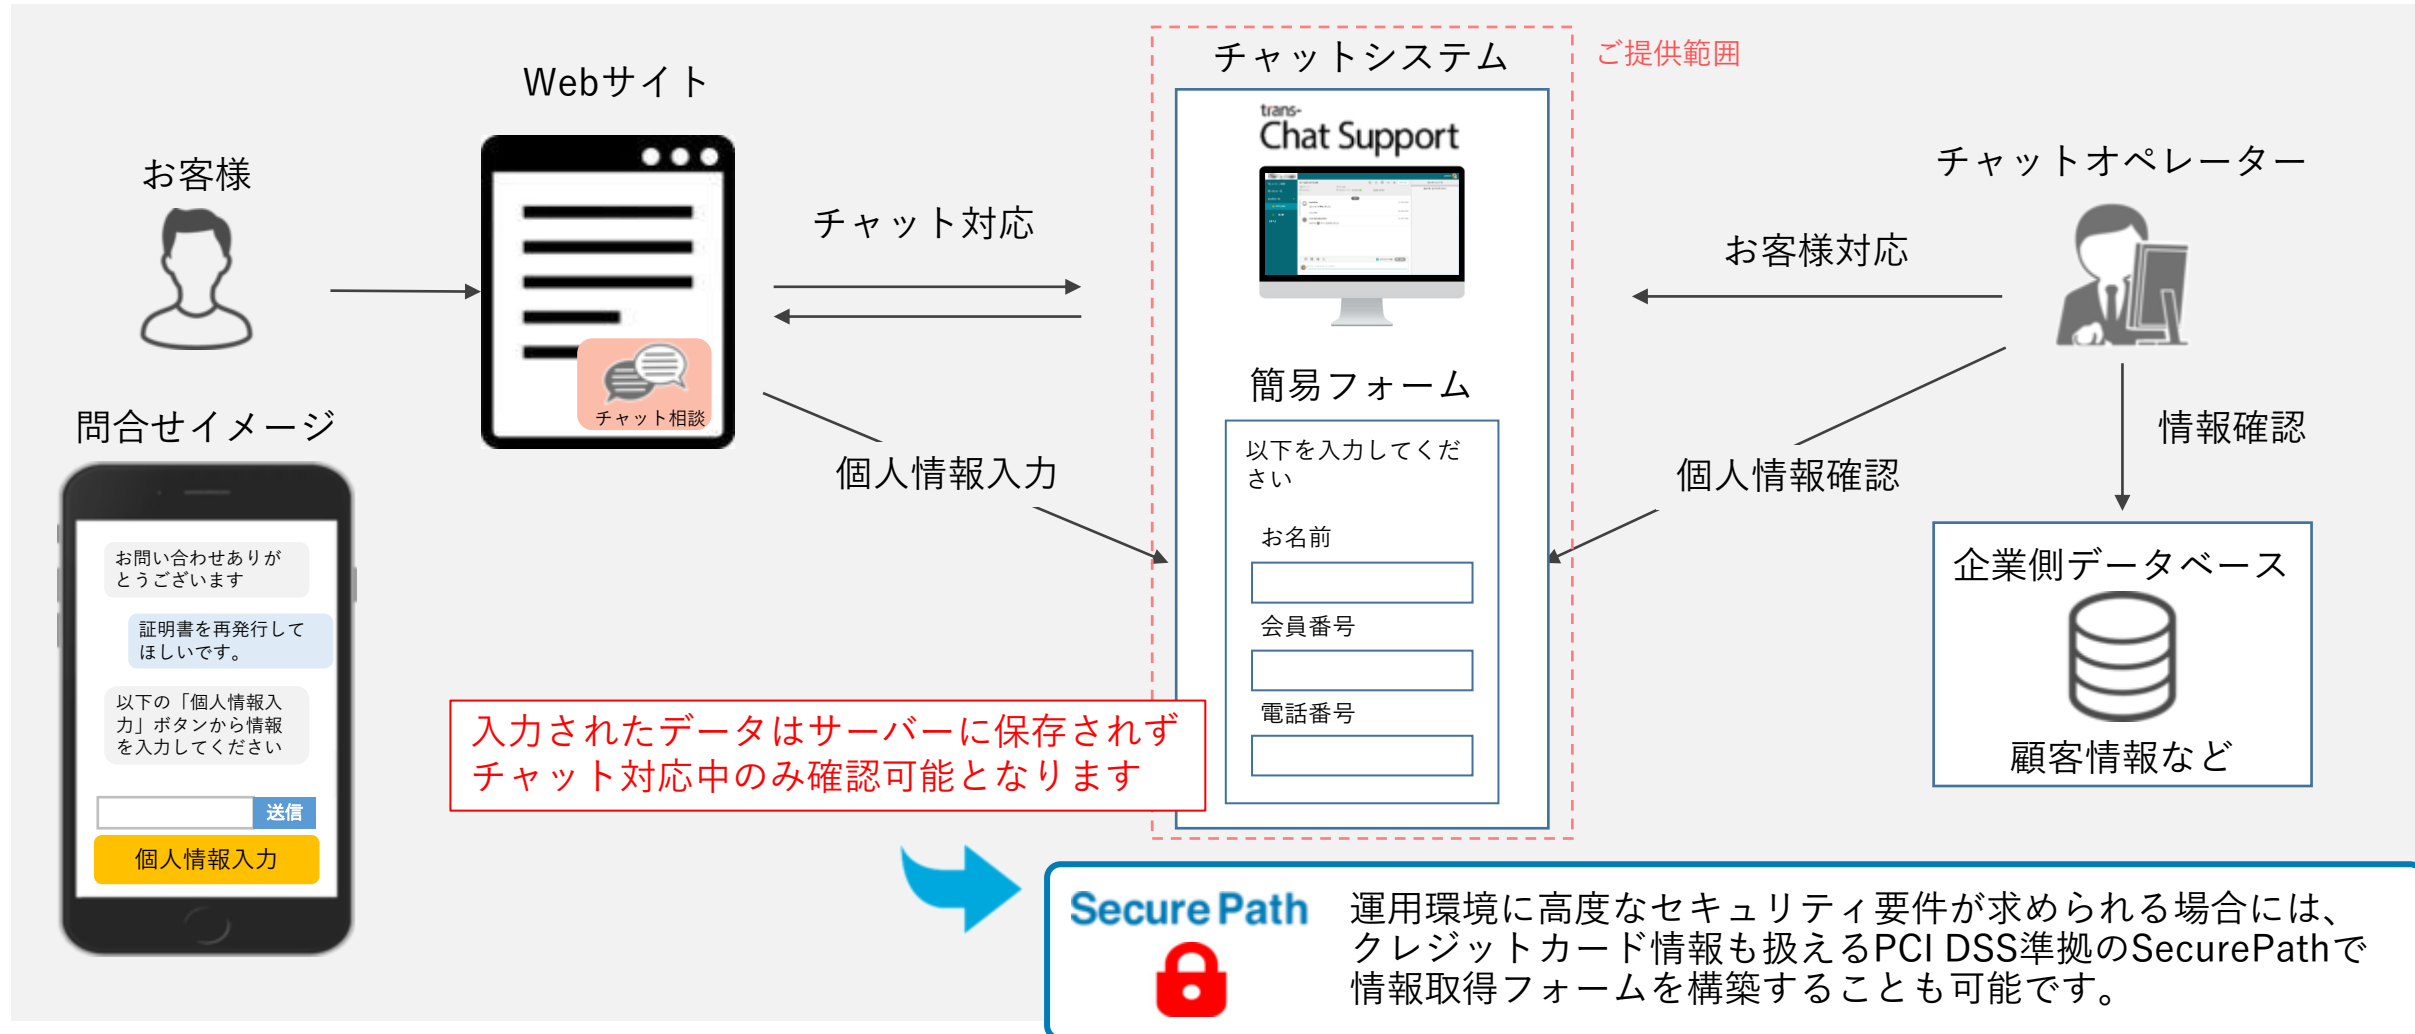 お客様
問合せイメージ
お問い合わせありが
とうございます
証明書を再発行して
ほしいです。
以下の「個人情報入
力」ボタンから情報
を入力してください
送信
個人情報入力
Webサイト
チャット相談
チャット対応
個人情報入力
入力されたデータはサーバーに保存されず
チャット対応中のみ確認可能となります
チャットシステム
ご提供範囲
trans-
Chat Support
簡易フォーム
以下を入力してくだ
さい
お名前
会員番号
電話番号
チャットオペレーター
お客様対応
個人情報確認
情報確認
企業側データベース
顧客情報など
Secure Path
運用環境に高度なセキュリティ要件が求められる場合には、
クレジットカード情報も扱えるPCI DSS準拠のSecurePathで
情報取得フォームを構築することも可能です。